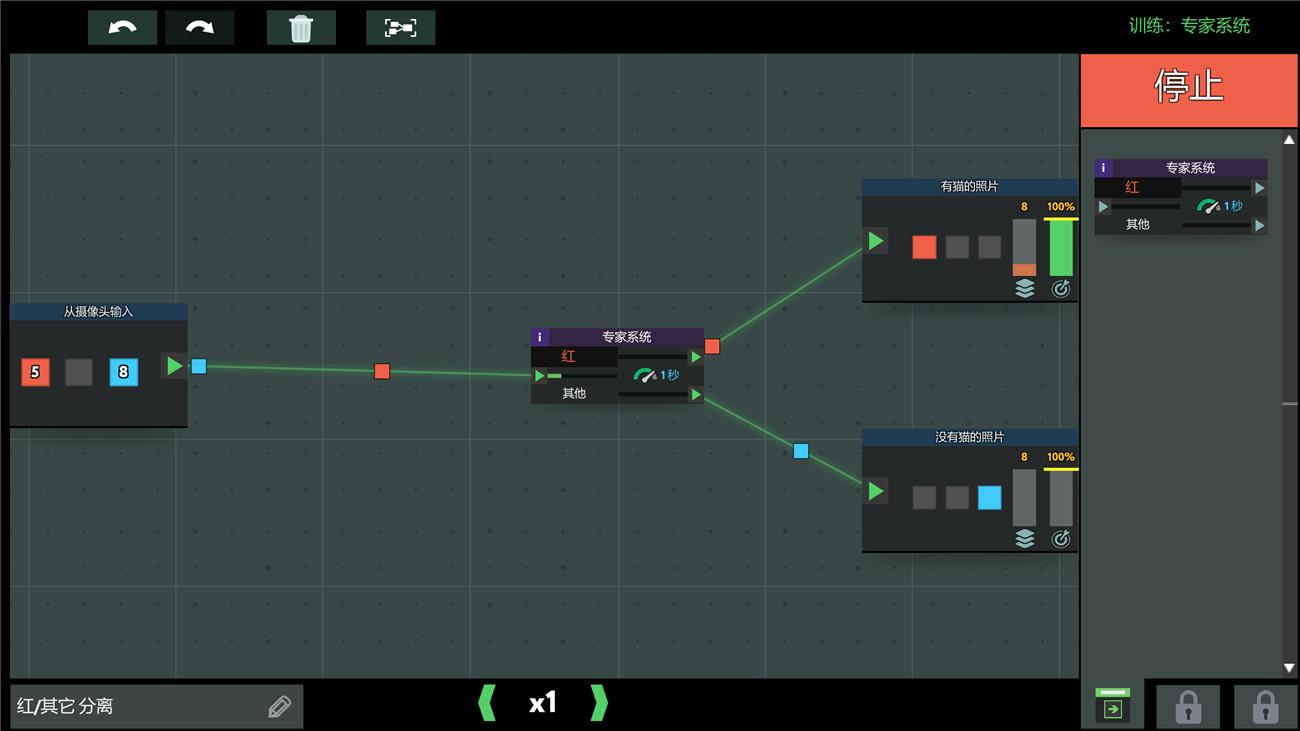 训练：专家系统
停止
专家系统
红
1秒
其他
有猫的照片
8 100%
从摄像头输入
5 8
专家系统
红
1秒
其他
没有猫的照片
8 100%
红/其它 分离
x1